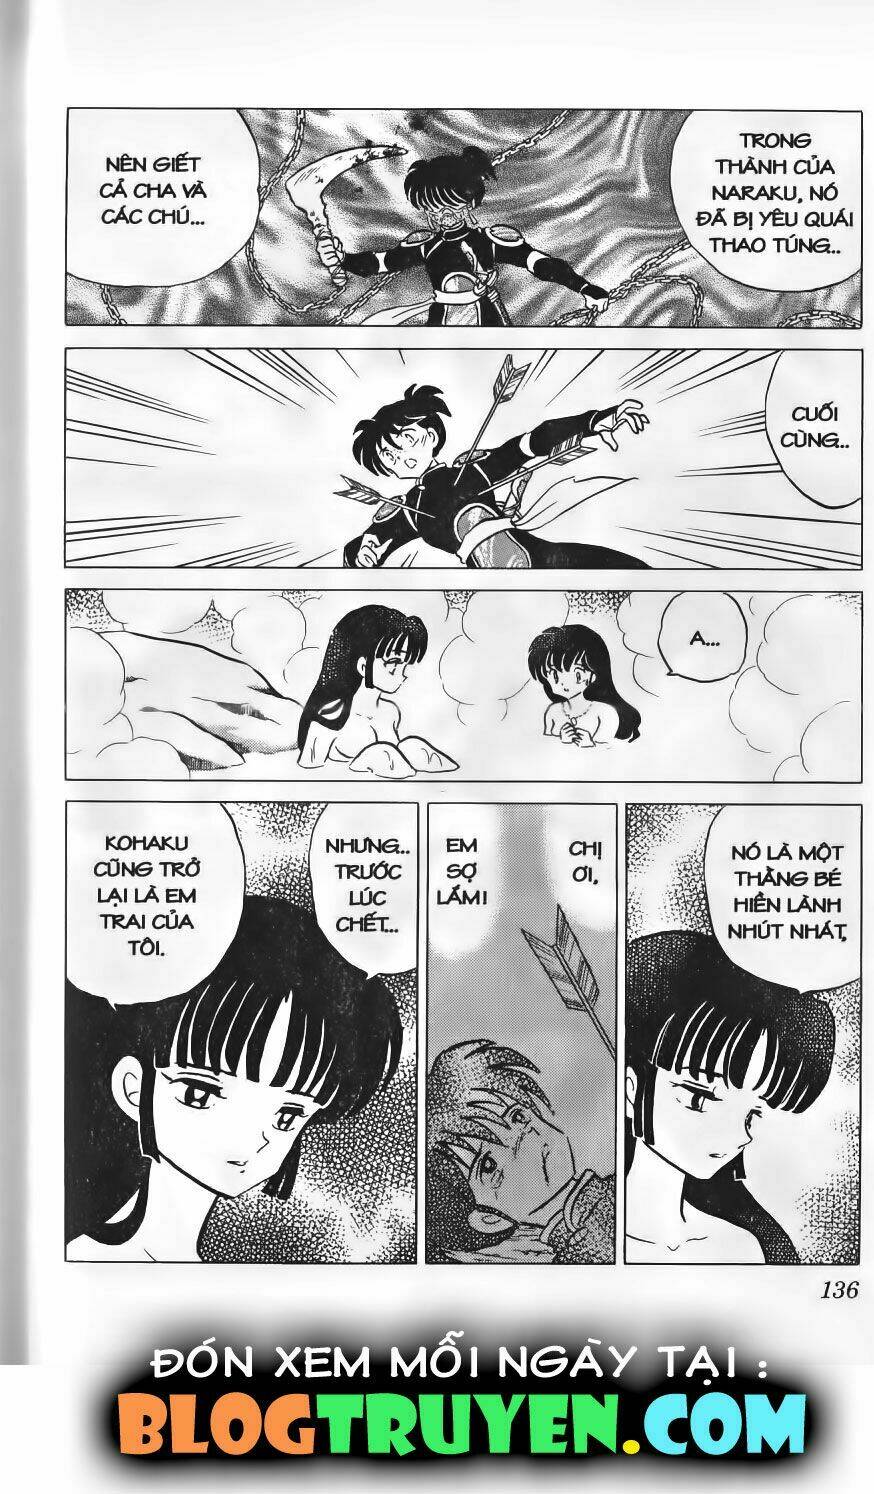 TRONG
THÀNH CỦA
NARAKU, NÓ
ĐÃ BỊ YÊU QUÁI
THAO TÚNG..
NÊN GIẾT
CẢ CHA VÀ
CÁC CHÚ...
CUỐI
CÙNG..
A...
NÓ LÀ MỘT
THẰNG BÉ
HIỀN LÀNH
NHÚT NHÁT,
CHỊ
ƠI,
EM
SỢ
LẮM!
NHƯNG...
TRƯỚC
LÚC
CHẾT...
KOHAKU
CŨNG TRỞ
LẠI LÀ EM
TRAI CỦA
TÔI.
136
ĐÓN XEM MỖI NGÀY TẠI :
BLOGTRUYEN.COM